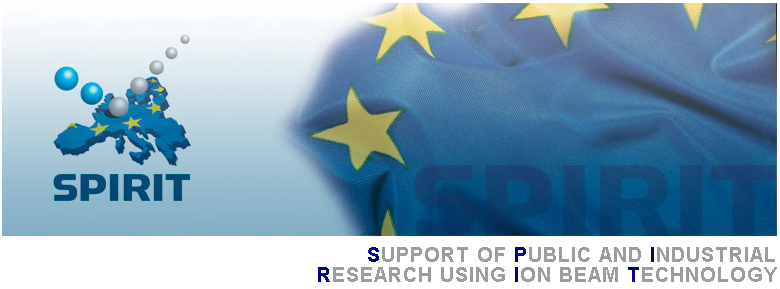 SPIRIT
SPIRIT
SUPPORT OF PUBLIC AND INDUSTRIAL
RESEARCH USING ION BEAM TECHNOLOGY